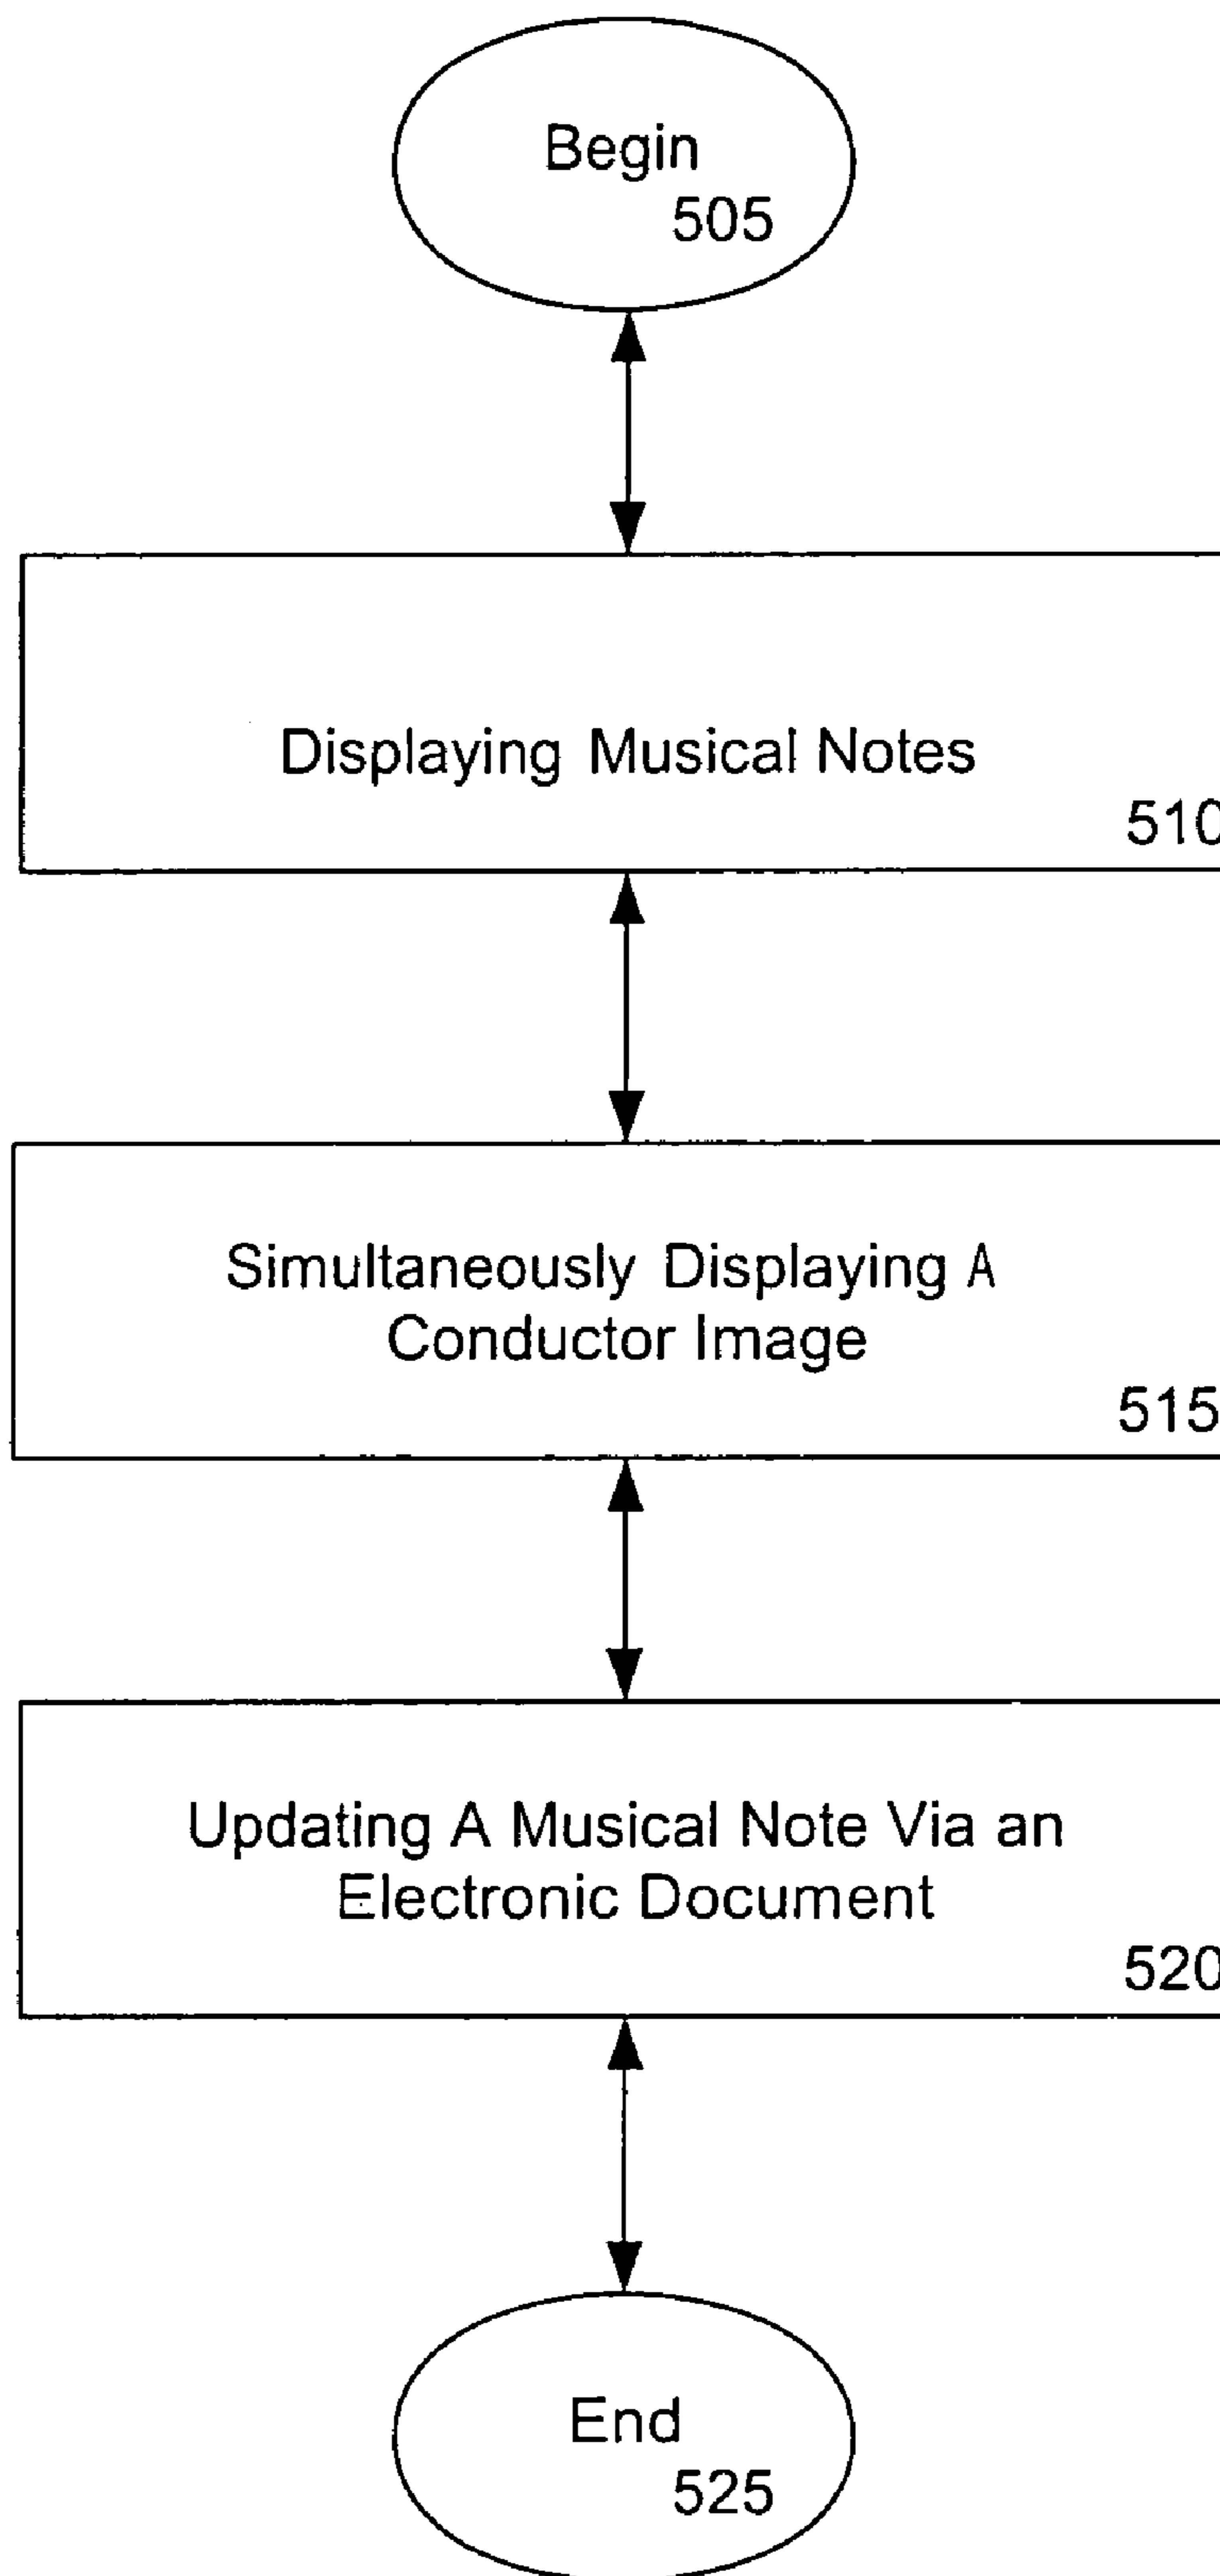 Begin
505
Displaying Musical Notes
510
Simultaneously Displaying A
Conductor Image
515
Updating A Musical Note Via an
Electronic Document
520
End
525